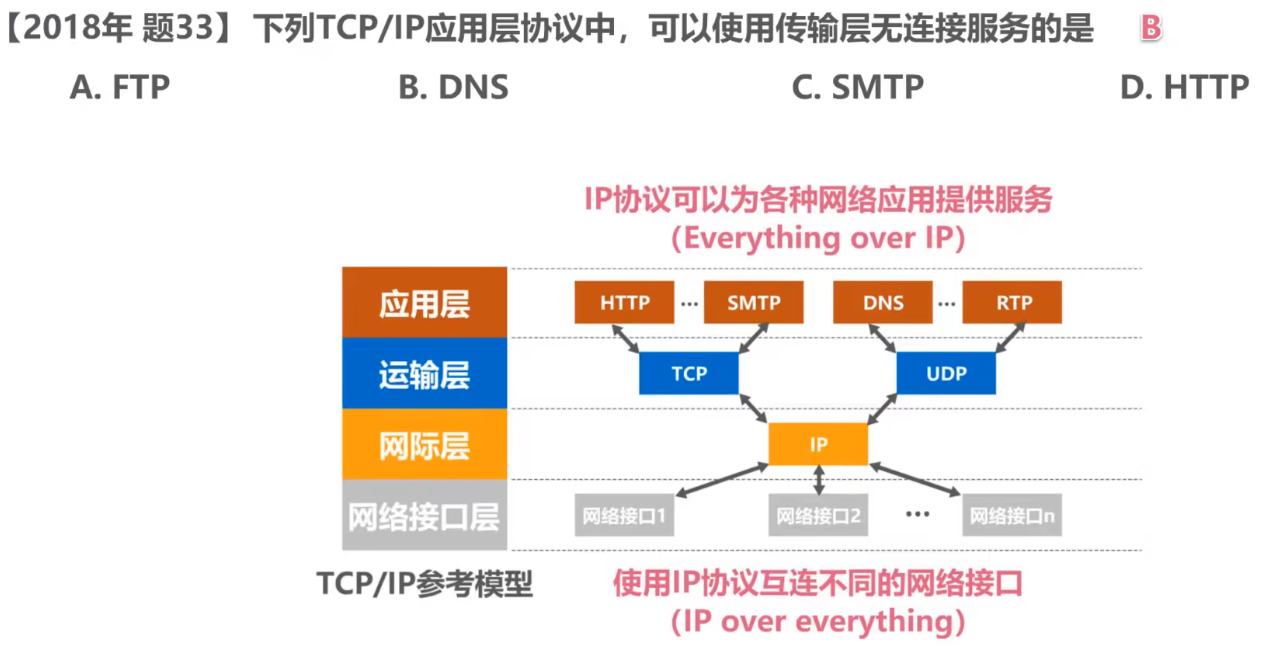 【2018年 题33】下列TCP/IP应用层协议中，可以使用传输层无连接服务的是 B
A. FTP B. DNS C. SMTP D. HTTP
IP协议可以为各种网络应用提供服务
（Everything over IP）
应用层 HTTP ... SMTP DNS ... RTP
运输层 TCP UDP
网际层 IP
网络接口层 网络接口1 网络接口2 ... 网络接口n
TCP/IP参考模型 使用IP协议互连不同的网络接口
（IP over everything）